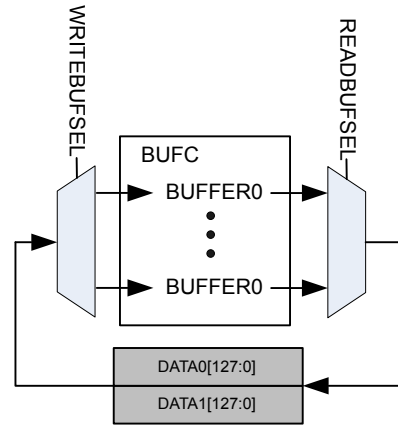 WRITEBUFSEL
READBUFSEL
BUFC
BUFFER0
BUFFER0
DATA0[127:0]
DATA1[127:0]